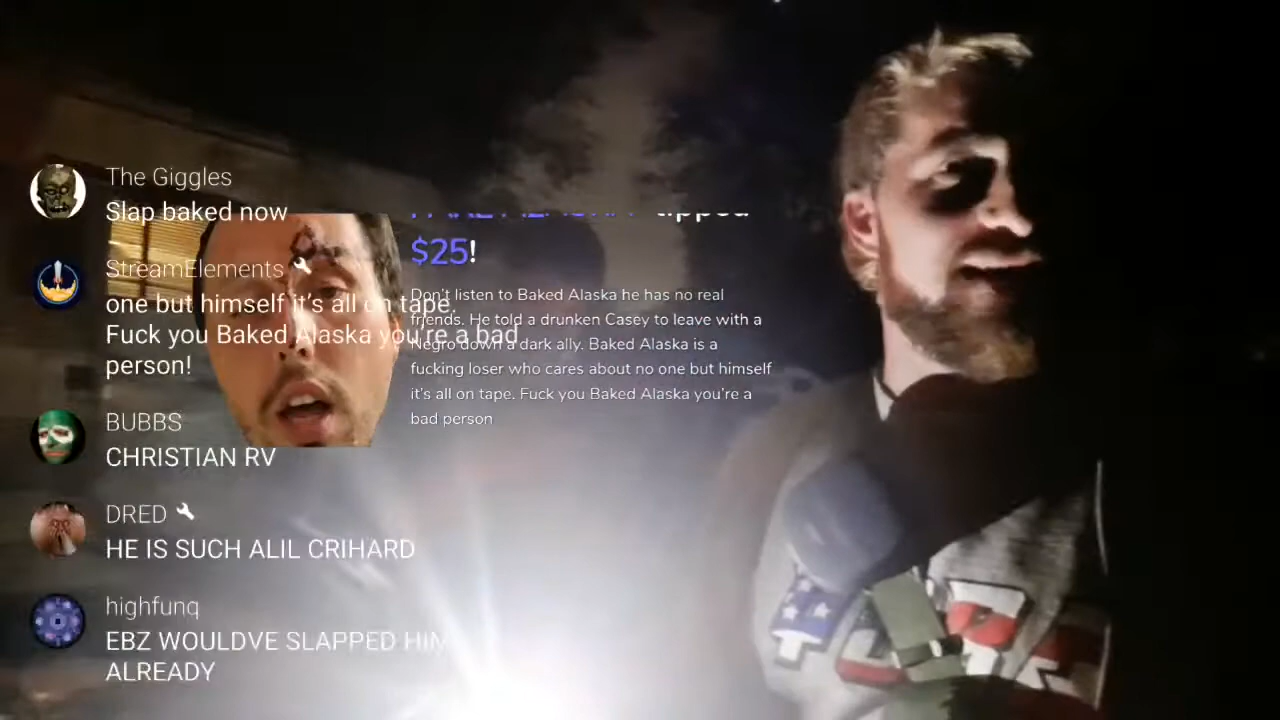 The Giggles
Slap baked now
tipped
$25!
StreamElements
one but himself it's all on tape.
Fuck you Baked Alaska you're a bad
person!
Don't listen to Baked Alaska he has no real
friends. He told a drunken Casey to leave with a
Negro down a dark ally. Baked Alaska is a
fucking loser who cares about no one but himself
it's all on tape. Fuck you Baked Alaska you're a
bad person
BUBBS
CHRISTIAN RV
DRED
HE IS SUCH ALIL CRIHARD
highfunq
EBZ WOULDVE SLAPPED HIM
ALREADY